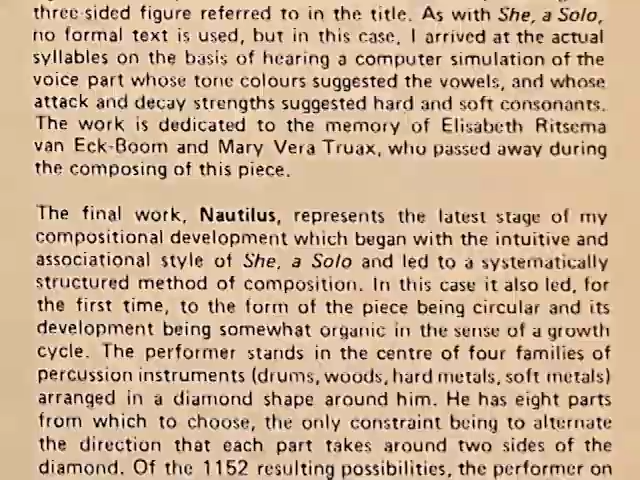 three-sided figure referred to in the title. As with She, a Solo,
no formal text is used, but in this case, I arrived at the actual
syllables on the basis of hearing a computer simulation of the
voice part whose tone colours suggested the vowels, and whose
attack and decay strengths suggested hard and soft consonants.
The work is dedicated to the memory of Elisabeth Ritsema
van Eck-Boom and Mary Vera Truax, who passed away during
the composing of this piece.
The final work, Nautilus, represents the latest stage of my
compositional development which began with the intuitive and
associational style of She, a Solo and led to a systematically
structured method of composition. In this case it also led, for
the first time, to the form of the piece being circular and its
development being somewhat organic in the sense of a growth
cycle. The performer stands in the centre of four families of
percussion instruments (drums, woods, hard metals, soft metals)
arranged in a diamond shape around him. He has eight parts
from which to choose, the only constraint being to alternate
the direction that each part takes around two sides of the
diamond. Of the 1152 resulting possibilities, the performer on